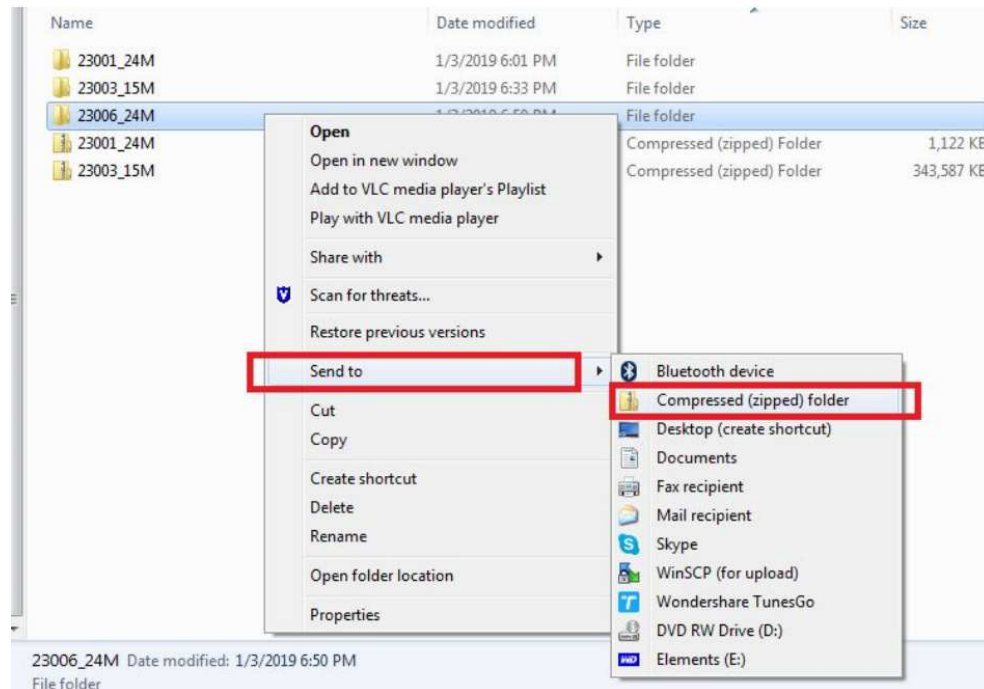 Name Date modified Type Size
23001_24M 1/3/2019 6:01 PM File folder
23003_15M 1/3/2019 6:33 PM File folder
23006_24M File folder
23001_24M Compressed (zipped) Folder 1,122 KB
23003_15M Compressed (zipped) Folder 343,587 KB
Open
Open in new window
Add to VLC media player's Playlist
Play with VLC media player
Share with
Scan for threats...
Restore previous versions
Send to
Cut
Copy
Create shortcut
Delete
Rename
Open folder location
Properties
Bluetooth device
Compressed (zipped) folder
Desktop (create shortcut)
Documents
Fax recipient
Mail recipient
Skype
WinSCP (for upload)
Wondershare TunesGo
DVD RW Drive (D:)
Elements (E:)
23006_24M Date modified: 1/3/2019 6:50 PM
File folder